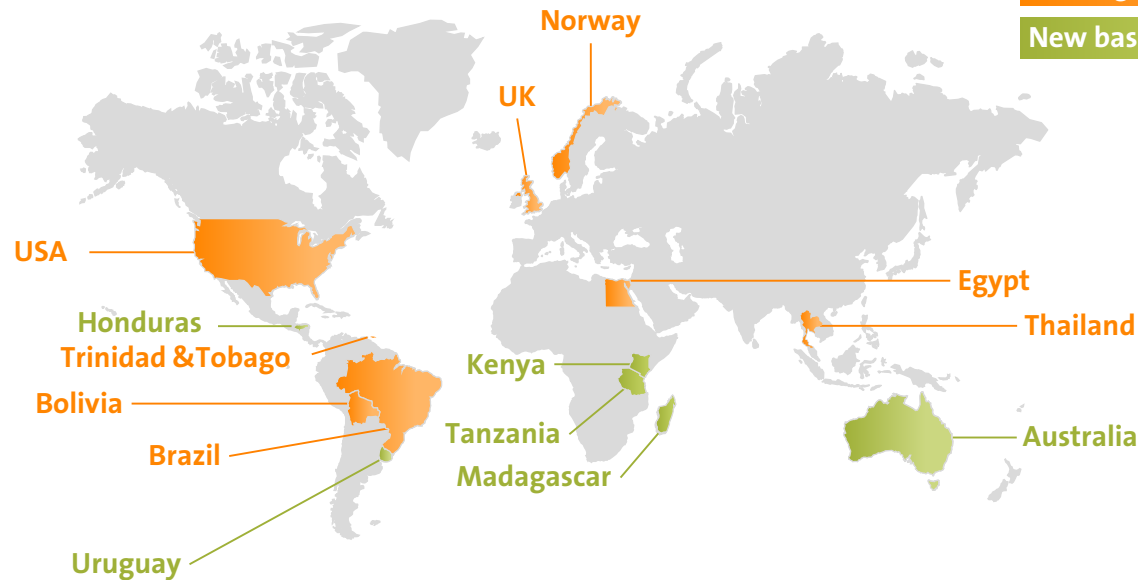 Norway
New bas
UK
USA
Egypt
Honduras
Thailand
Trinidad &Tobago
Kenya
Bolivia
Tanzania
Australia
Brazil
Madagascar
Uruguay